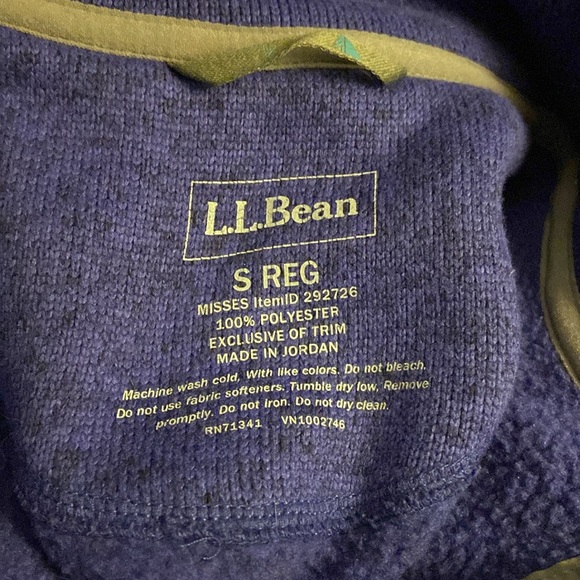 L.L.Bean
S REG
MISSES ItemID 292726
100% POLYESTER
EXCLUSIVE OF TRIM
MADE IN JORDAN
Machine wash cold, With like colors. Do not bleach.
Do not use fabric softeners. Tumble dry low, Remove
promptly. Do not iron. Do not dry clean.
RN71341 VN1002746